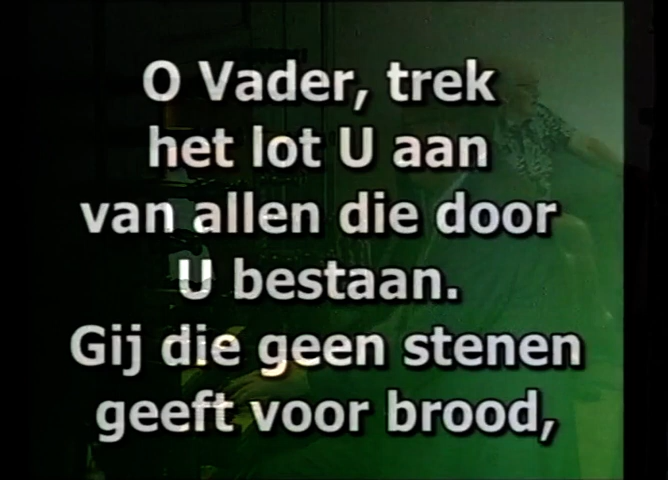 O Vader, trek
het lot U aan
van allen die door
U bestaan.
Gij die geen stenen
geeft voor brood,